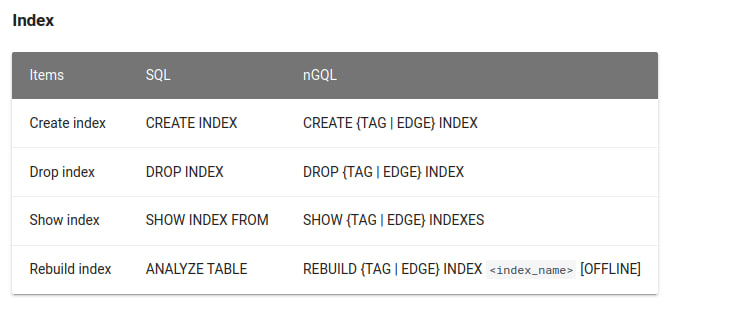 Index
Items SQL nGQL
Create index CREATE INDEX CREATE {TAG | EDGE} INDEX
Drop index DROP INDEX DROP {TAG | EDGE} INDEX
Show index SHOW INDEX FROM SHOW {TAG | EDGE} INDEXES
Rebuild index ANALYZE TABLE REBUILD {TAG | EDGE} INDEX <index_name> [OFFLINE]